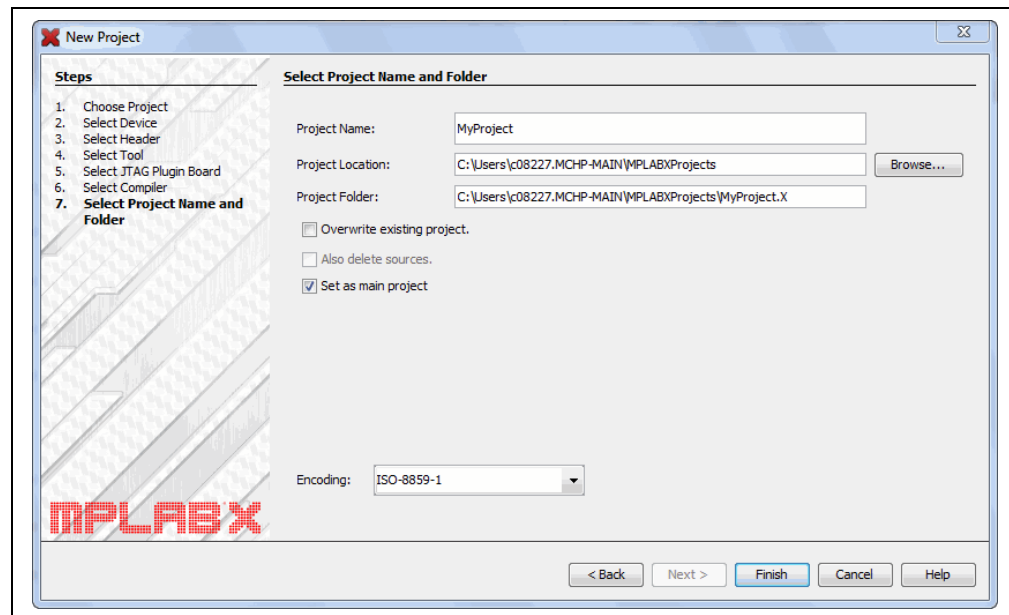 New Project
Steps
1. Choose Project
2. Select Device
3. Select Header
4. Select Tool
5. Select JTAG Plugin Board
6. Select Compiler
7. Select Project Name and
Folder
MPLAB X
Select Project Name and Folder
Project Name: MyProject
Project Location: C:\Users\c08227.MCHP-MAIN\MPLABXProjects Browse...
Project Folder: C:\Users\c08227.MCHP-MAIN\MPLABXProjects\MyProject.X
Overwrite existing project.
Also delete sources.
Set as main project
Encoding: ISO-8859-1
< Back Next > Finish Cancel Help